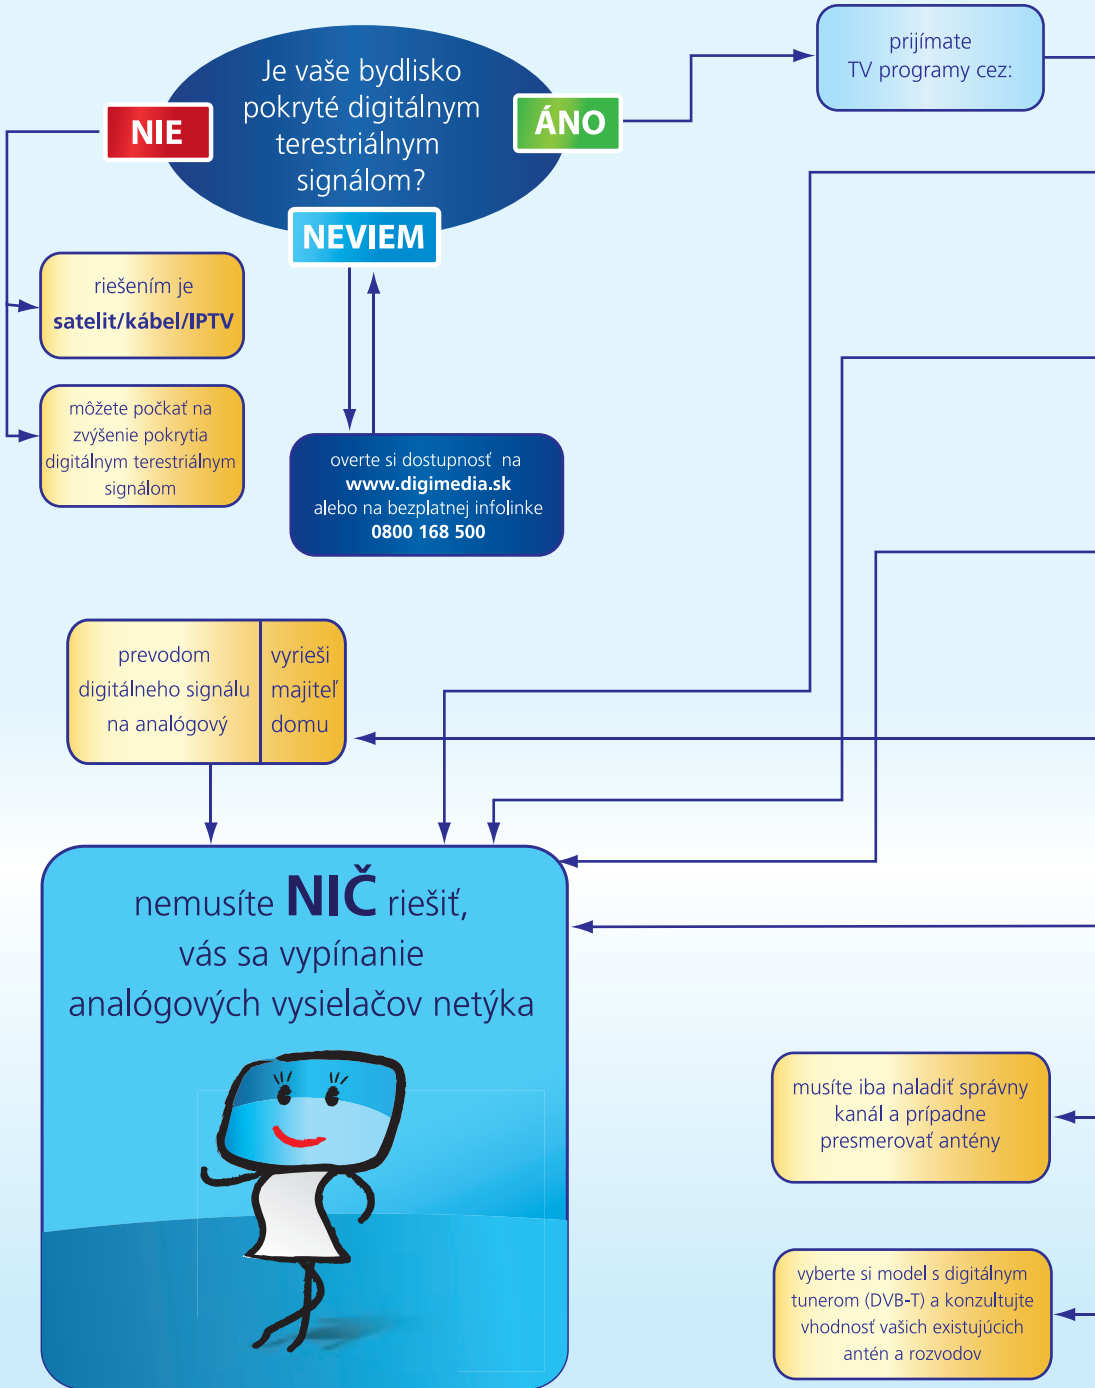 Je vaše bydlisko
pokryté digitálnym
terestriálnym
signálom?
NIE
ÁNO
NEVIEM
prijímate
TV programy cez:
riešením je
satelit/kábel/IPTV
môžete počkať na
zvýšenie pokrytia
digitálnym terestriálnym
signálom
overte si dostupnosť na
www.digimedia.sk
alebo na bezplatnej infolinke
0800 168 500
prevodom
digitálneho signálu
na analógový
vyrieši
majiteľ
domu
nemusíte NIČ riešiť,
vás sa vypínanie
analógových vysielačov netýka
musíte iba naladiť správny
kanál a prípadne
presmerovať antény
vyberte si model s digitálnym
tunerom (DVB-T) a konzultujte
vhodnosť vašich existujúcich
antén a rozvodov